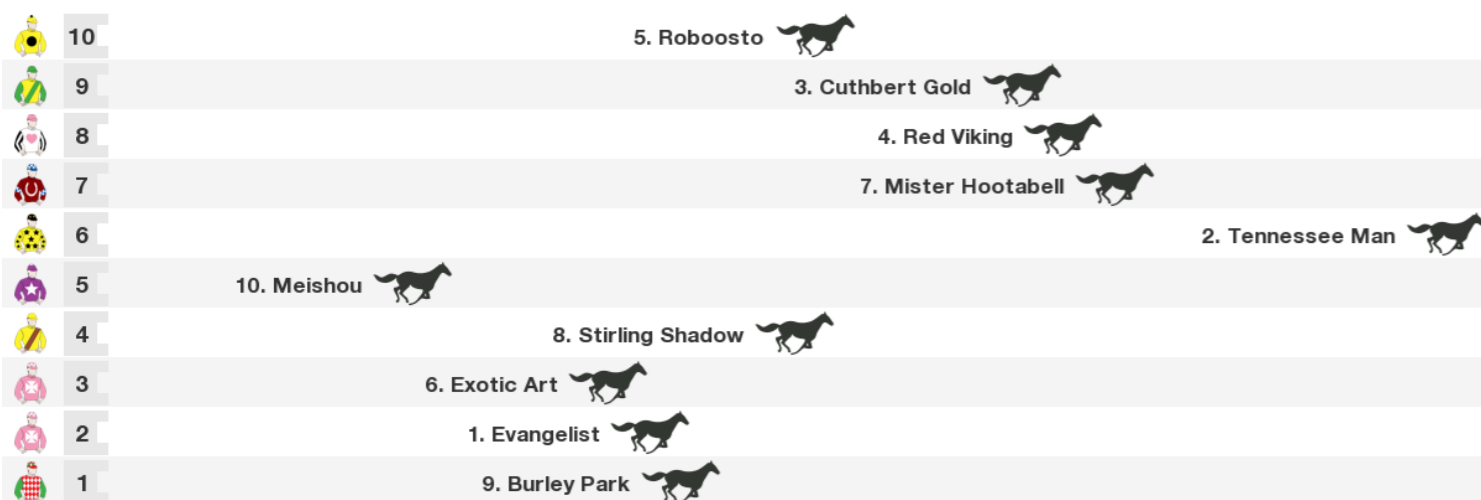 10 5. Roboosto
9 3. Cuthbert Gold
8 4. Red Viking
7 7. Mister Hootabell
6 2. Tennessee Man
5 10. Meishou
4 8. Stirling Shadow
3 6. Exotic Art
2 1. Evangelist
1 9. Burley Park